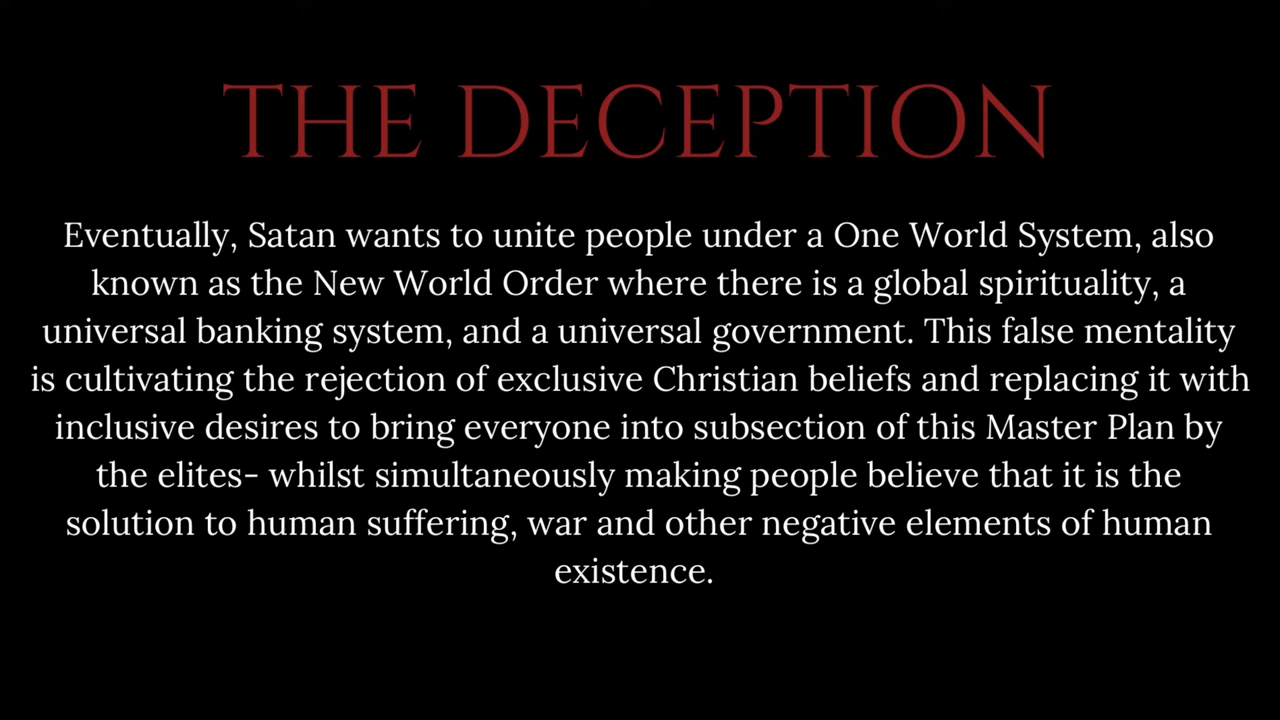 THE DECEPTION
Eventually, Satan wants to unite people under a One World System, also
known as the New World Order where there is a global spirituality, a
universal banking system, and a universal government. This false mentality
is cultivating the rejection of exclusive Christian beliefs and replacing it with
inclusive desires to bring everyone into subsection of this Master Plan by
the elites- whilst simultaneously making people believe that it is the
solution to human suffering, war and other negative elements of human
existence.